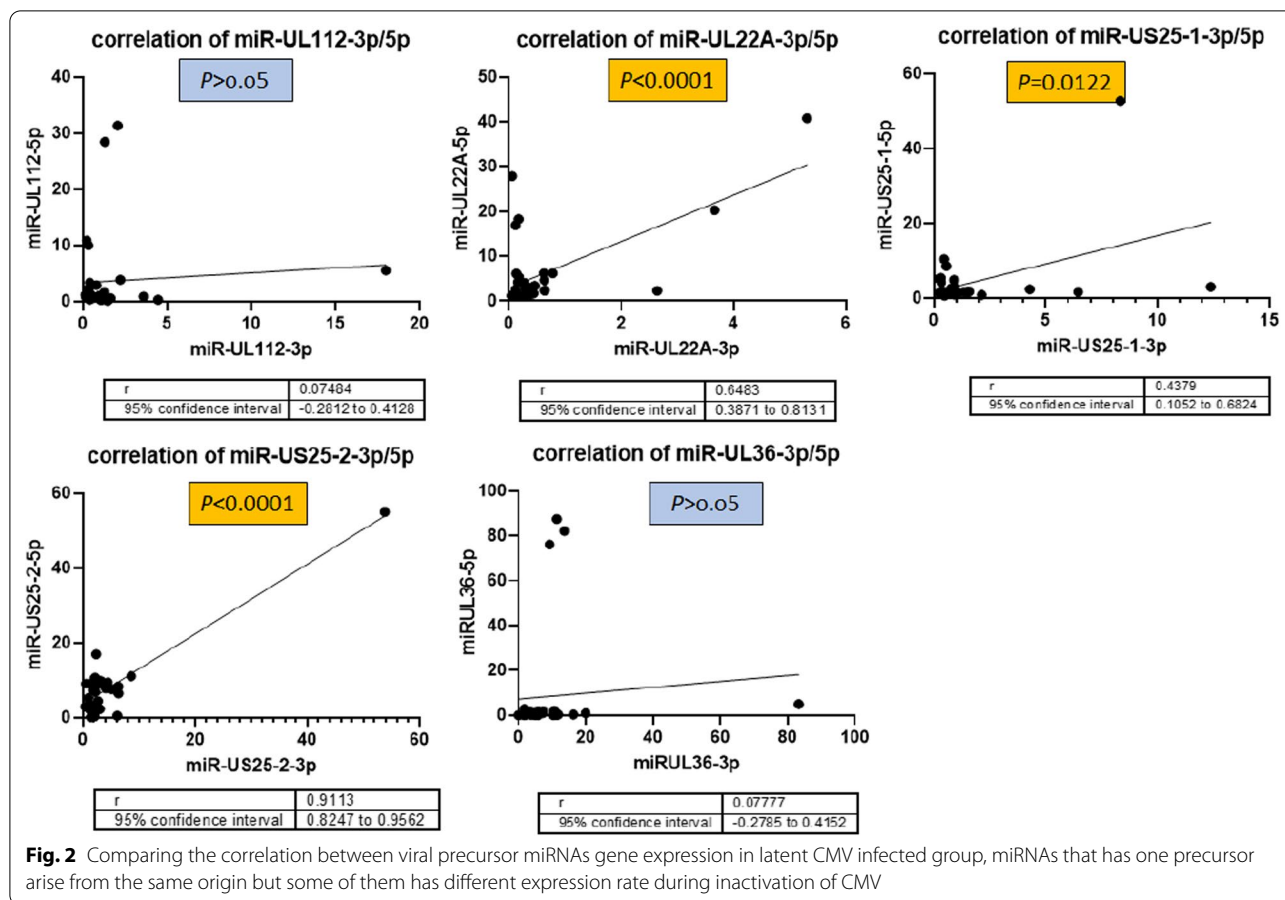 correlation of miR-UL112-3p/5p
P>0.05
40
30
20
10
0
0
5
10
15
20
miR-UL112-5p
miR-UL112-3p
r 0.07484
95% confidence interval -0.2812 to 0.4128
correlation of miR-UL22A-3p/5p
P<0.0001
50
40
30
20
10
0
0
2
4
6
miR-UL22A-5p
miR-UL22A-3p
r 0.6483
95% confidence interval 0.3871 to 0.8131
correlation of miR-US25-1-3p/5p
P=0.0122
60
40
20
0
0
5
10
15
miR-US25-1-5p
miR-US25-1-3p
r 0.4379
95% confidence interval 0.1052 to 0.6824
correlation of miR-US25-2-3p/5p
P<0.0001
60
40
20
0
0
20
40
60
miR-US25-2-5p
miR-US25-2-3p
r 0.9113
95% confidence interval 0.8247 to 0.9562
correlation of miR-UL36-3p/5p
P>0.05
100
80
60
40
20
0
0
20
40
60
80
100
miRUL36-5p
miRUL36-3p
r 0.07777
95% confidence interval -0.2785 to 0.4152
Fig. 2 Comparing the correlation between viral precursor miRNAs gene expression in latent CMV infected group, miRNAs that has one precursor
arise from the same origin but some of them has different expression rate during inactivation of CMV